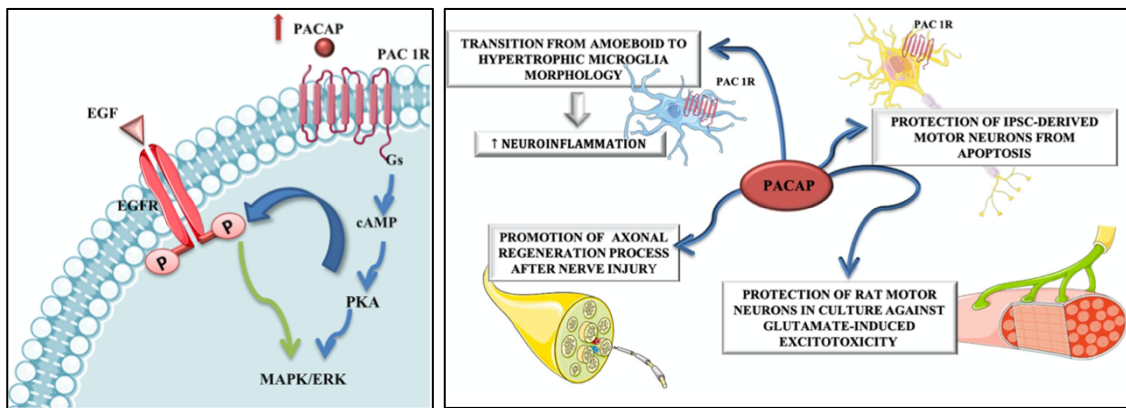 PACAP
PAC 1R
EGF
Gs
EGFR
P
P
cAMP
PKA
MAPK/ERK
TRANSITION FROM AMOEBOID TO
HYPERTROPHIC MICROGLIA
MORPHOLOGY
PAC 1R
↑ NEUROINFLAMMATION
PAC 1R
PROTECTION OF IPSC-DERIVED
MOTOR NEURONS FROM
APOPTOSIS
PACAP
PROMOTION OF AXONAL
REGENERATION PROCESS
AFTER NERVE INJURY
PROTECTION OF RAT MOTOR
NEURONS IN CULTURE AGAINST
GLUTAMATE-INDUCED
EXCITOTOXICITY